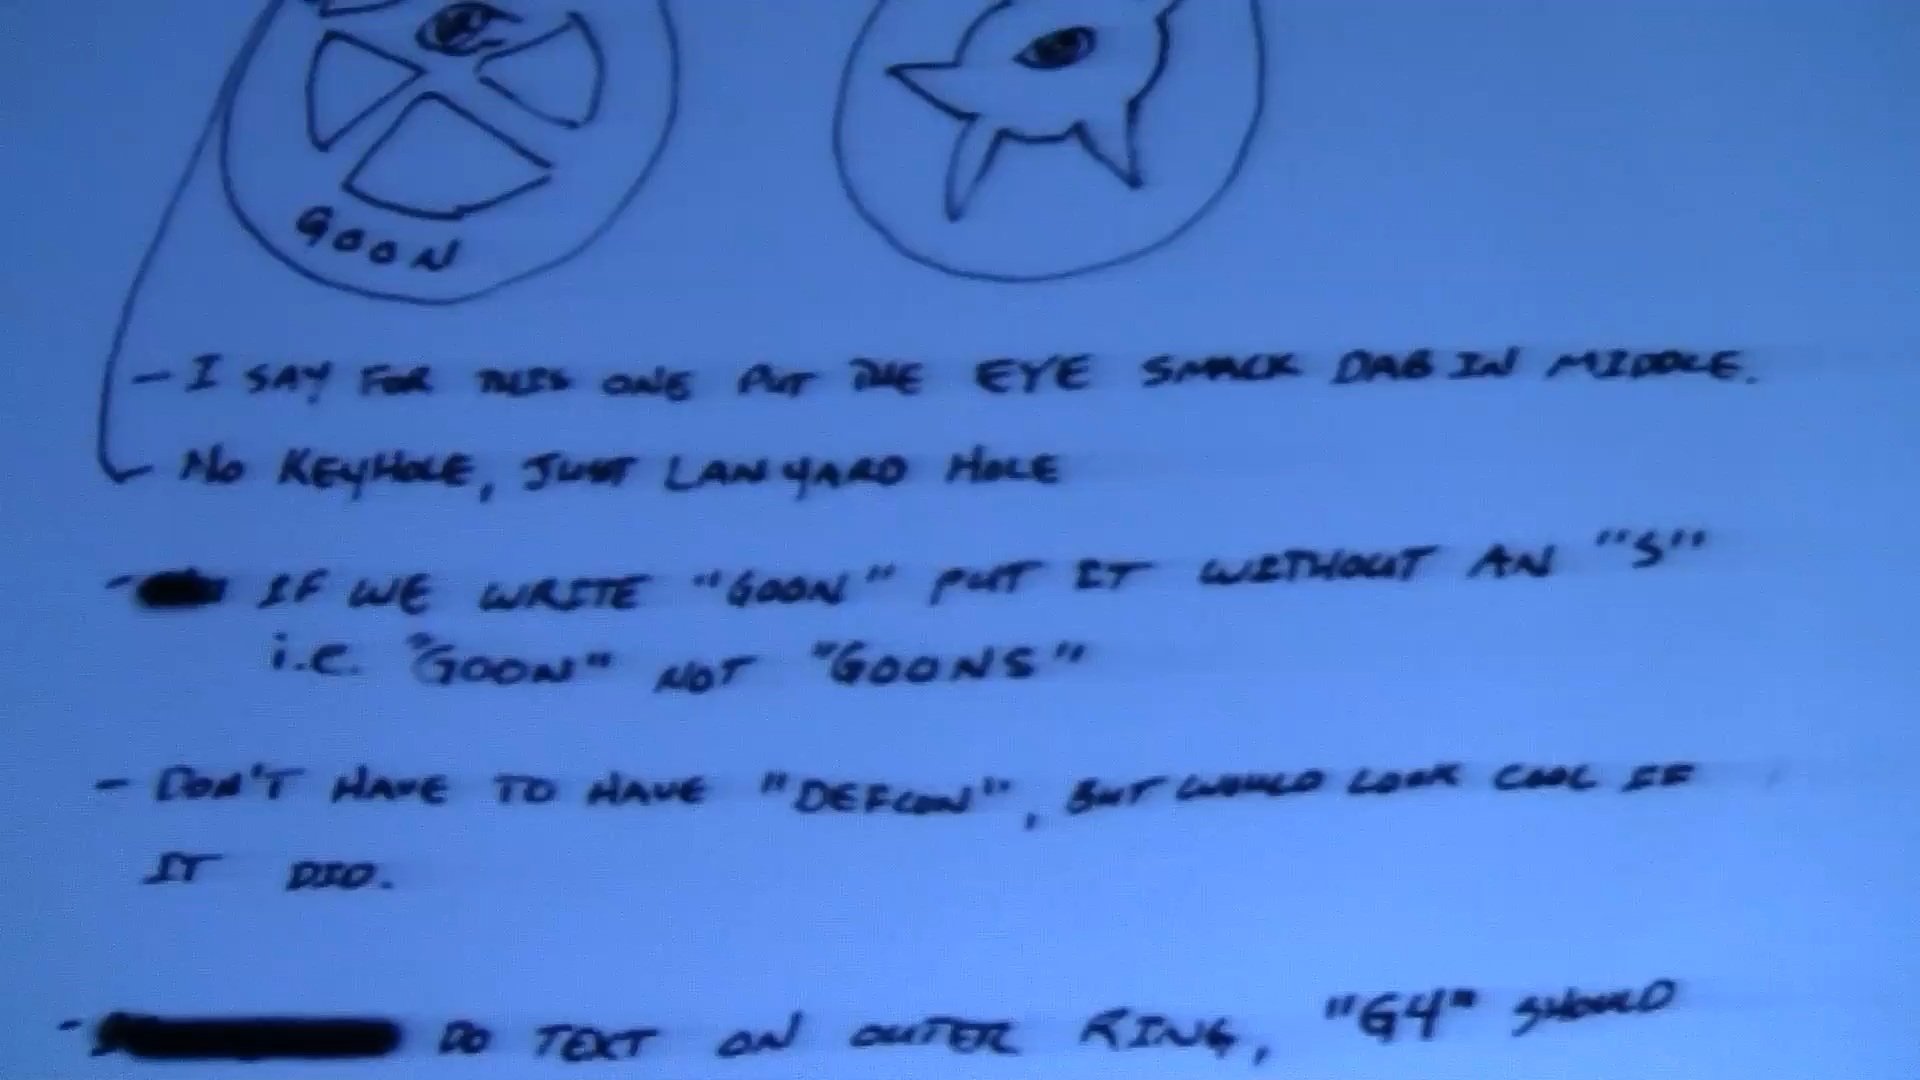 GOON
- I SAY FOR THIS ONE PUT THE EYE SMACK DAB IN MIDDLE.
No KEYHOLE, JUST LANYARD HOLE
- IF WE WRITE "GOON" PUT IT WITHOUT AN "S"
i.e. "GOON" NOT "GOONS"
- DON'T HAVE TO HAVE "DEFCON", BUT WOULD LOOK COOL IF
IT DID.
- DO TEXT ON OUTER RING, "G4" SHOULD